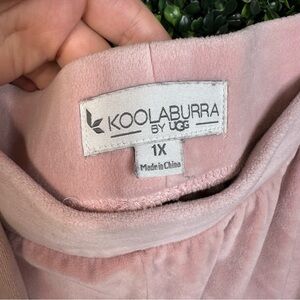 KOOLABURRA
BY UGG
1X
Made in China